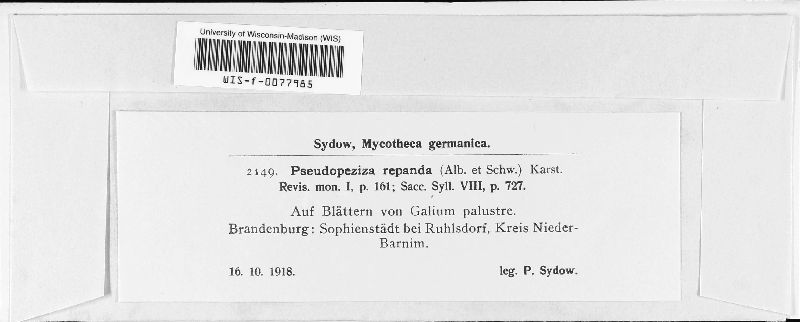 University of Wisconsin-Madison (WIS)
WIS-f-0077985
Sydow, Mycotheca germanica.
2149. Pseudopeziza repanda (Alb. et Schw.) Karst.
Revis. mon. I, p. 161; Sacc. Syll. VIII, p. 727.
Auf Blättern von Galium palustre.
Brandenburg: Sophienstädt bei Ruhlsdorf, Kreis Nieder-
Barnim.
16. 10. 1918. leg. P. Sydow.